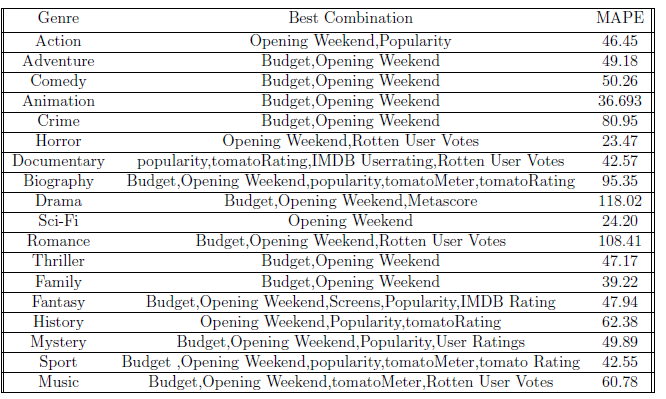 Genre Best Combination MAPE
Action Opening Weekend,Popularity 46.45
Adventure Budget,Opening Weekend 49.18
Comedy Budget,Opening Weekend 50.26
Animation Budget,Opening Weekend 36.693
Crime Budget,Opening Weekend 80.95
Horror Opening Weekend,Rotten User Votes 23.47
Documentary popularity,tomatoRating,IMDB Userrating,Rotten User Votes 42.57
Biography Budget,Opening Weekend,popularity,tomatoMeter,tomatoRating 95.35
Drama Budget,Opening Weekend,Metascore 118.02
Sci-Fi Opening Weekend 24.20
Romance Budget,Opening Weekend,Rotten User Votes 108.41
Thriller Budget,Opening Weekend 47.17
Family Budget,Opening Weekend 39.22
Fantasy Budget,Opening Weekend,Screens,Popularity,IMDB Rating 47.94
History Opening Weekend,Popularity,tomatoRating 62.38
Mystery Budget,Opening Weekend,Popularity,User Ratings 49.89
Sport Budget ,Opening Weekend,popularity,tomatoMeter,tomato Rating 42.55
Music Budget,Opening Weekend,tomatoMeter,Rotten User Votes 60.78